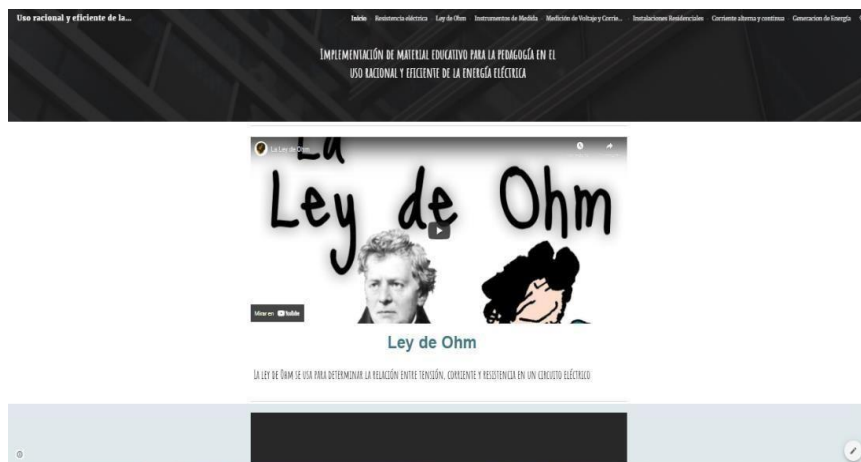 Uso racional y eficiente de la...
Inicio Resistencia eléctrica Ley de Ohm Instrumentos de Medida Medición de Voltaje y Corrie... Instalaciones Residenciales Corriente alterna y continua Generacion de Energía
Implementación de material educativo para la pedagogía en el
uso racional y eficiente de la energía eléctrica
La Ley de Ohm
La
Ley de Ohm
Mirar en YouTube
Ley de Ohm
La ley de Ohm se usa para determinar la relación entre tensión, corriente y resistencia en un circuito eléctrico